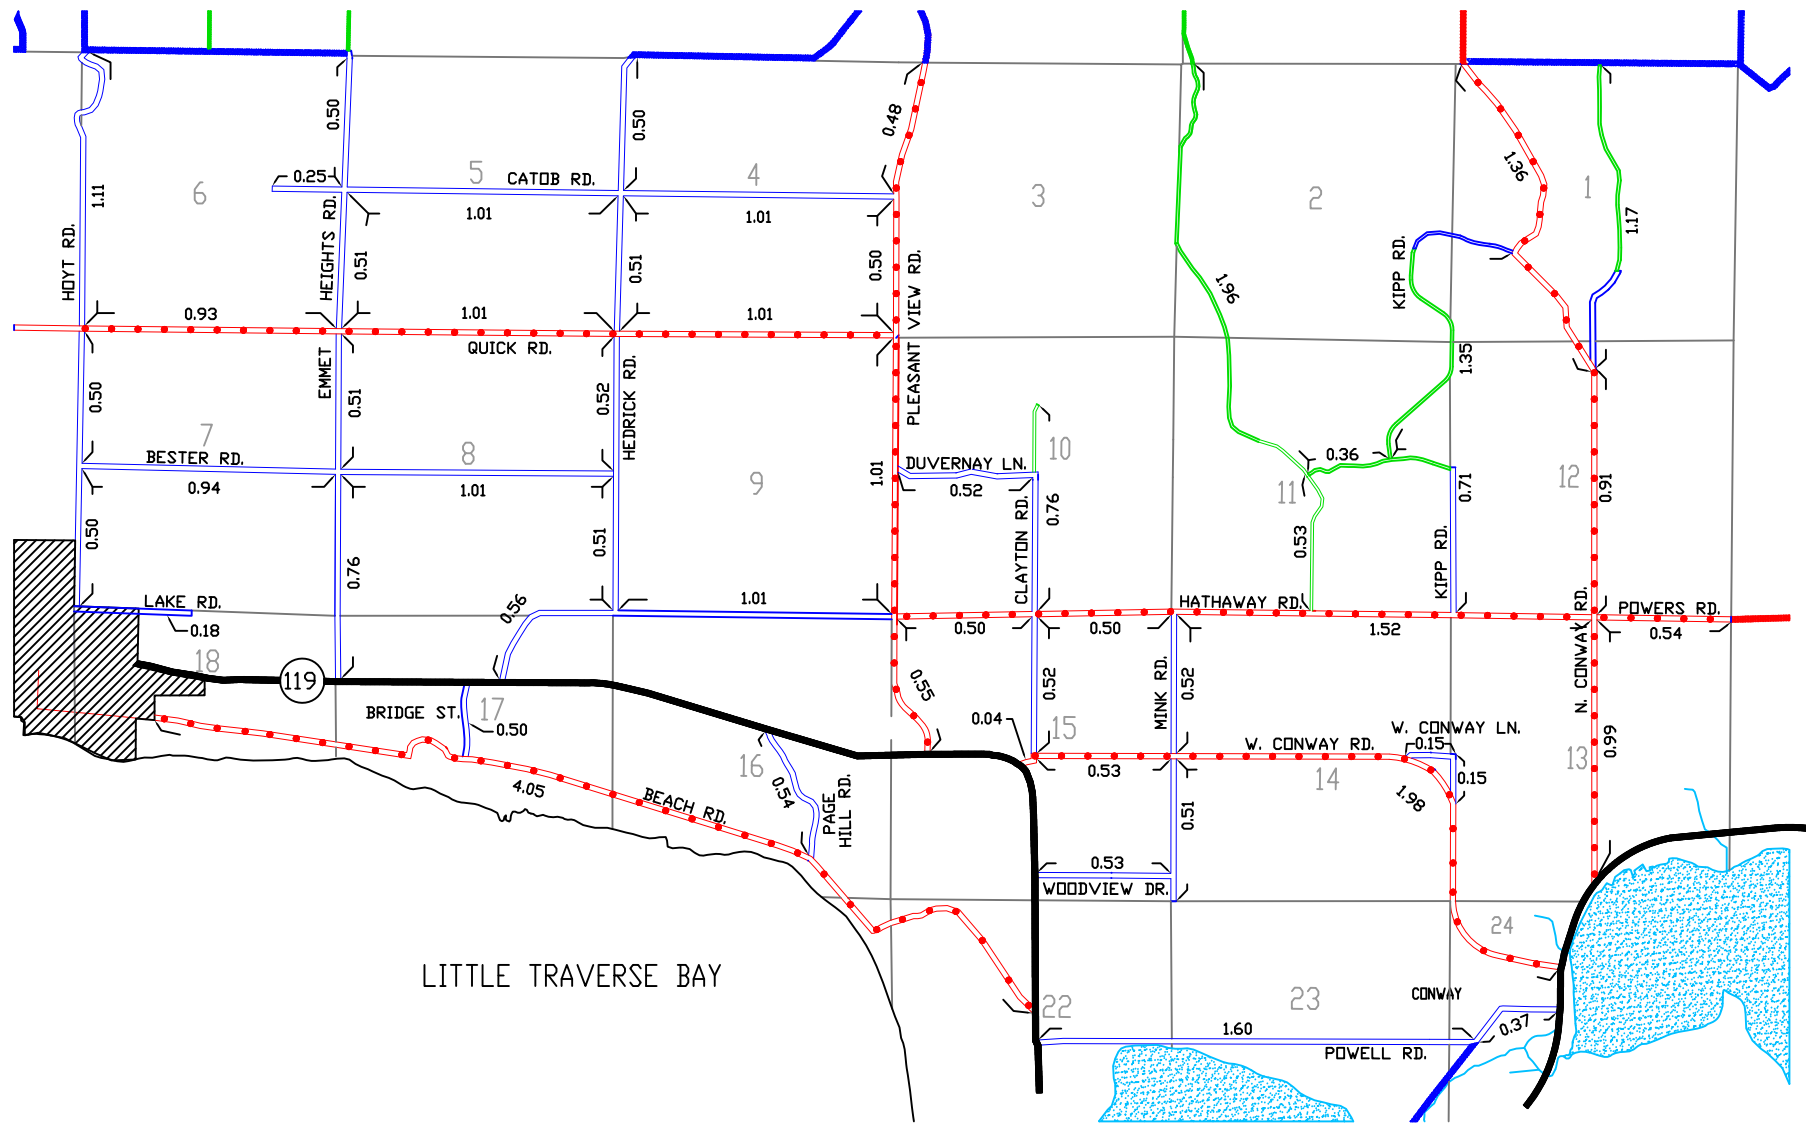 0.50
0.50
0.48
1.36
1
1.17
1.11
6
0.25
5
CATOB RD.
4
3
2
1.01
1.01
HOYT RD.
HEIGHTS RD.
0.51
0.51
0.50
PLEASANT VIEW RD.
1.96
KIPP RD.
0.93
1.01
1.01
QUICK RD.
EMMET
HEDRICK RD.
1.35
0.50
0.51
0.52
7
BESTER RD.
0.94
8
1.01
9
1.01
DUVERNAY LN.
0.52
10
0.36
11
0.71
12
0.91
0.50
0.76
0.51
CLAYTON RD.
0.76
0.53
KIPP RD.
LAKE RD.
0.18
0.56
1.01
HATHAWAY RD.
0.50
0.50
1.52
POWERS RD.
0.54
N. CONWAY RD.
18
119
BRIDGE ST.
17
0.50
0.55
0.04
0.52
15
MINK RD.
0.52
W. CONWAY LN.
0.15
W. CONWAY RD.
0.15
0.99
13
16
0.54
PAGE
HILL RD.
0.53
14
1.98
4.05
BEACH RD.
0.51
0.53
WOODVIEW DR.
24
LITTLE TRAVERSE BAY
22
23
CONWAY
1.60
0.37
POWELL RD.